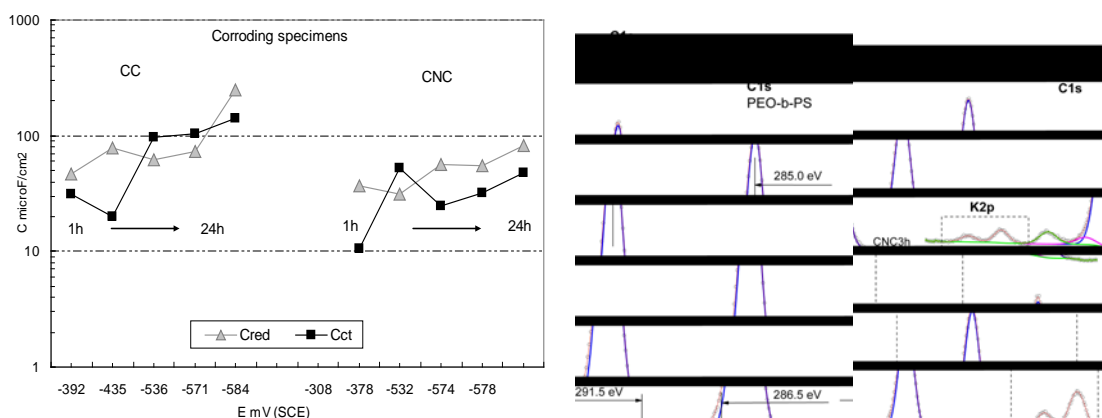 1000
Corroding specimens
CC
CNC
100
C microF/cm2
1h
24h
1h
24h
10
Cred
Cct
1
-392 -435 -536 -571 -584 -308 -378 -532 -574 -578
E mV (SCE)
C1s
PEO-b-PS
285.0 eV
291.5 eV
286.5 eV
C1s
K2p
CNC3h